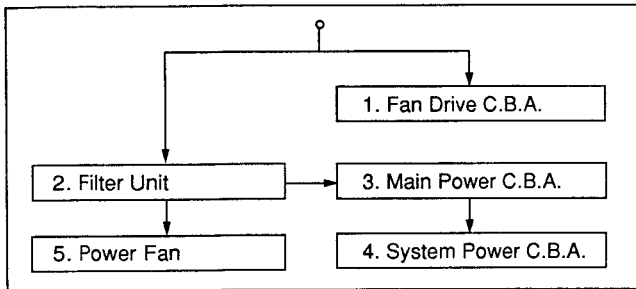 1. Fan Drive C.B.A.
2. Filter Unit
3. Main Power C.B.A.
5. Power Fan
4. System Power C.B.A.